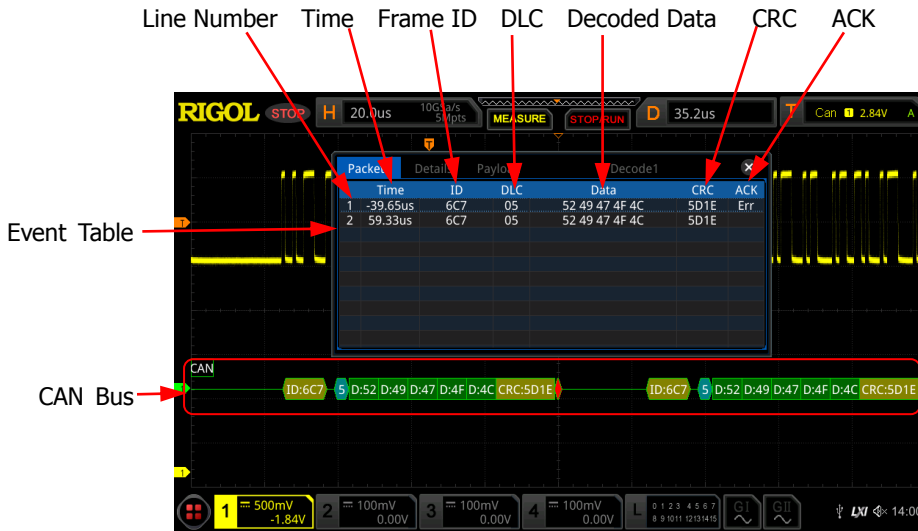 Line Number Time Frame ID DLC Decoded Data CRC ACK
RIGOL STOP H 20.0us 10GSa/s 5Mpts MEASURE STOP/RUN D 35.2us T Can 1 2.84V A
T
Packet Details Payload Decode1
Time ID DLC Data CRC ACK
1 -39.65us 6C7 05 52 49 47 4F 4C 5D1E Err
2 59.33us 6C7 05 52 49 47 4F 4C 5D1E
T
Event Table
CAN
CAN Bus
ID:6C7 5 D:52 D:49 D:47 D:4F D:4C CRC:5D1E ID:6C7 5 D:52 D:49 D:47 D:4F D:4C CRC:5D1E
1
1 500mV -1.84V 2 100mV 0.00V 3 100mV 0.00V 4 100mV 0.00V L 0 1 2 3 4 5 6 7 8 9 10 11 12 13 14 15 GI GII LXI